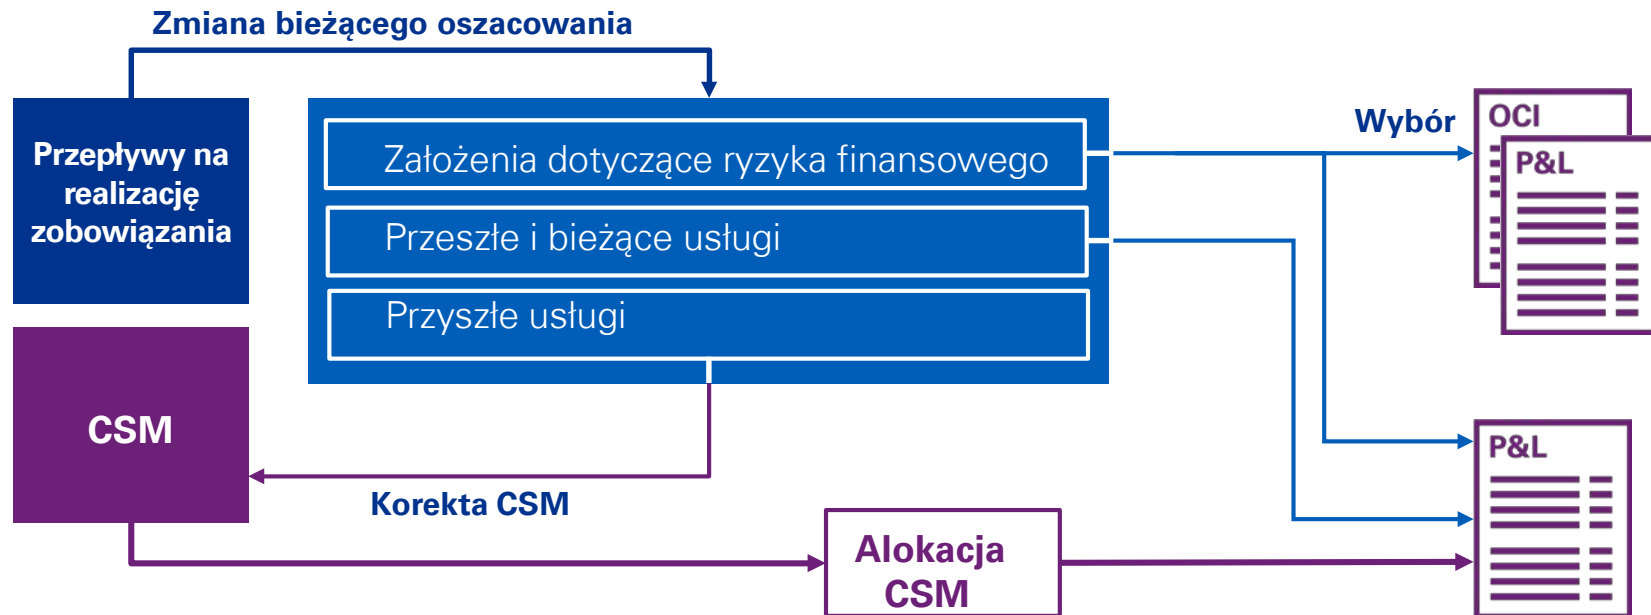 Zmiana bieżącego oszacowania
Przepływy na
realizację
zobowiązania
Założenia dotyczące ryzyka finansowego
Przeszłe i bieżące usługi
Przyszłe usługi
Wybór
OCI
P&L
CSM
Korekta CSM
Alokacja
CSM
P&L